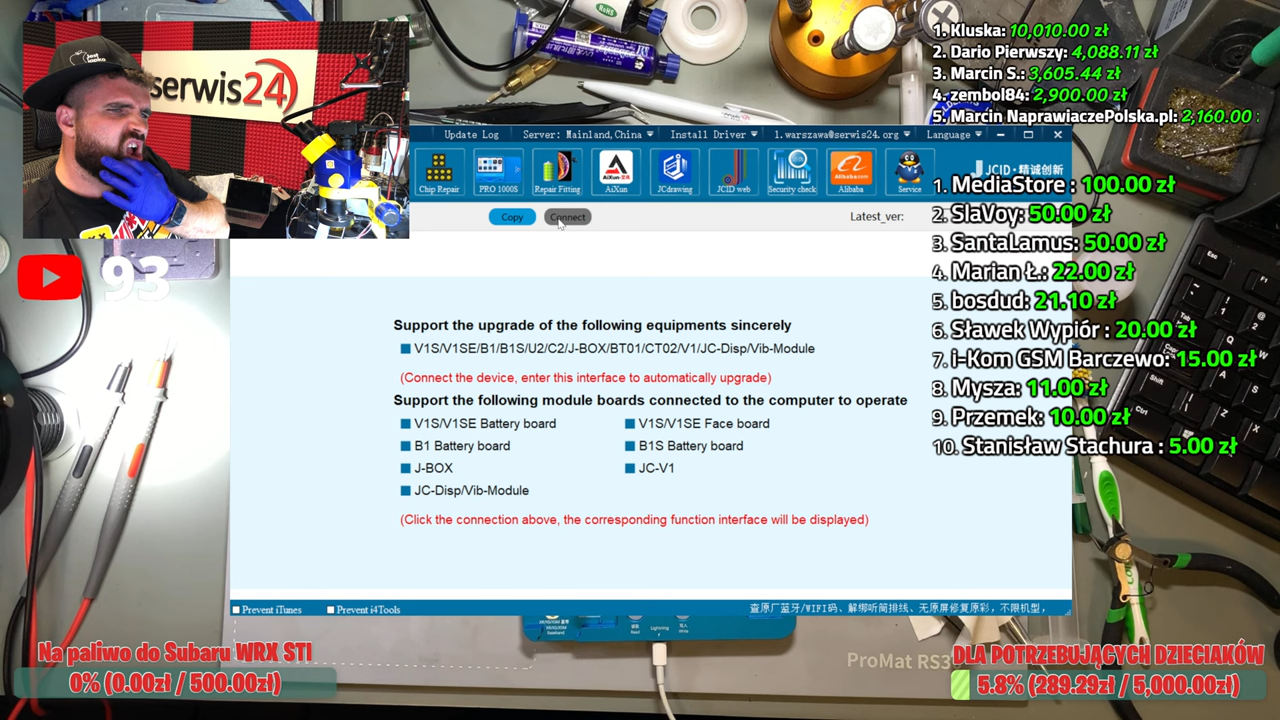 just
serwis24
RoHS
1. Kluska: 10,010.00 zł
2. Dario Pierwszy: 4,088.11 zł
3. Marcin S.: 3,605.44 zł
4. zembol84: 2,900.00 zł
5. Marcin NaprawiaczePolska.pl: 2,160.00
Update Log
Server: Mainland,China
Install Driver
1.warszawa@serwis24.org
Language
Chip Repair
PRO 1000S
Repair Fitting
AiXun
JCdrawing
JCID web
Security check
Alibaba.com
Alibaba
Service
JCID·精诚创新
Copy
Connect
Latest_ver:
1. MediaStore : 100.00 zł
2. SlaVoy: 50.00 zł
3. SantaLamus: 50.00 zł
4. Marian Ł.: 22.00 zł
5. bosdud: 21.10 zł
6. Sławek Wypiór : 20.00 zł
7. i-Kom GSM Barczewo: 15.00 zł
8. Mysza: 11.00 zł
9. Przemek: 10.00 zł
10. Stanisław Stachura : 5.00 zł
93
Support the upgrade of the following equipments sincerely
V1S/V1SE/B1/B1S/U2/C2/J-BOX/BT01/CT02/V1/JC-Disp/Vib-Module
(Connect the device, enter this interface to automatically upgrade)
Support the following module boards connected to the computer to operate
V1S/V1SE Battery board
V1S/V1SE Face board
B1 Battery board
B1S Battery board
J-BOX
JC-V1
JC-Disp/Vib-Module
(Click the connection above, the corresponding function interface will be displayed)
Prevent iTunes
Prevent i4Tools
查原厂蓝牙/WIFI码、解绑听筒排线、无原屏修复原彩，不限机型，
Lightning
ProMat RS3
Esc
Shift
Ctrl
Na paliwo do Subaru WRX STI
0% (0.00zł / 500.00zł)
DLA POTRZEBUJĄCYCH DZIECIAKÓW
5.8% (289.29zł / 5,000.00zł)